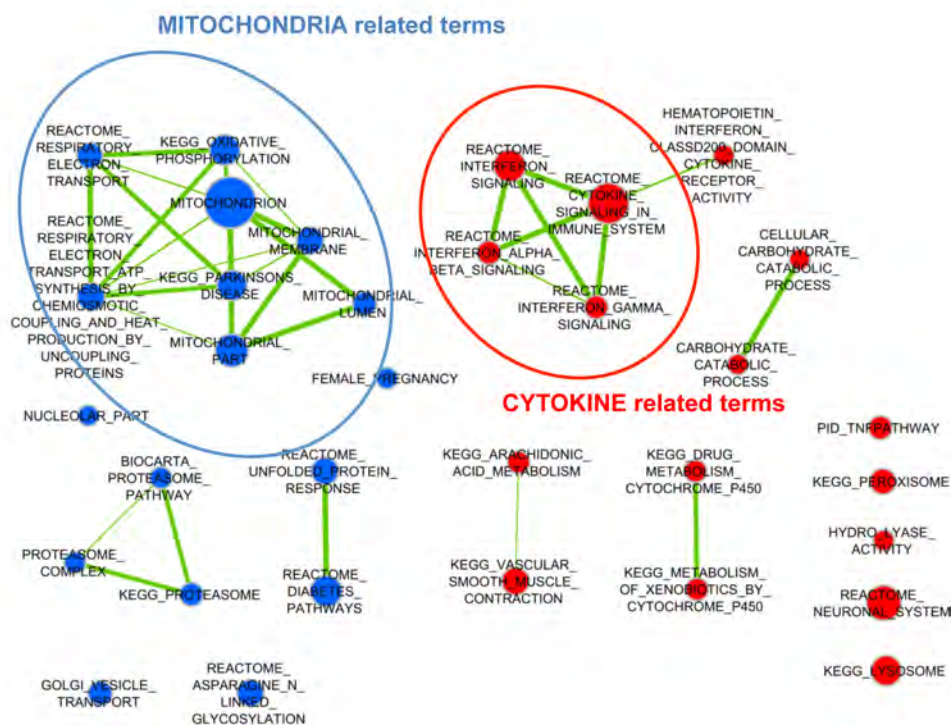 MITOCHONDRIA related terms
REACTOME_
RESPIRATORY_
ELECTRON_
TRANSPORT
KEGG_OXIDATIVE_
PHOSPHORYLATION
MITOCHONDRION
REACTOME_
RESPIRATORY_
ELECTRON_
TRANSPORT_ATP_
SYNTHESIS_BY_
CHEMIOSMOTIC_
COUPLING_AND_HEAT_
PRODUCTION_BY_
UNCOUPLING_
PROTEINS
MITOCHONDRIAL_
MEMBRANE
KEGG_PARKINSONS_
DISEASE
MITOCHONDRIAL_
LUMEN
MITOCHONDRIAL_
PART
FEMALE_PREGNANCY
NUCLEOLAR_PART
BIOCARTA_
PROTEASOME_
PATHWAY
PROTEASOME_
COMPLEX
KEGG_PROTEASOME
REACTOME_
UNFOLDED_PROTEIN_
RESPONSE
REACTOME_
DIABETES_
PATHWAYS
GOLGI_VESICLE_
TRANSPORT
REACTOME_
ASPARAGINE_N_
LINKED_
GLYCOSYLATION
REACTOME_
INTERFERON_
SIGNALING
REACTOME_
CYTOKINE_
SIGNALING_IN_
IMMUNE_SYSTEM
REACTOME_
INTERFERON_ALPHA_
BETA_SIGNALING
REACTOME_
INTERFERON_GAMMA_
SIGNALING
HEMATOPOIETIN_
INTERFERON_
CLASSD200_DOMAIN_
CYTOKINE_
RECEPTOR_
ACTIVITY
CELLULAR_
CARBOHYDRATE_
CATABOLIC_
PROCESS
CARBOHYDRATE_
CATABOLIC_
PROCESS
CYTOKINE related terms
KEGG_ARACHIDONIC_
ACID_METABOLISM
KEGG_VASCULAR_
SMOOTH_MUSCLE_
CONTRACTION
KEGG_DRUG_
METABOLISM_
CYTOCHROME_P450
KEGG_METABOLISM_
OF_XENOBIOTICS_BY_
CYTOCHROME_P450
PID_TNFPATHWAY
KEGG_PEROXISOME
HYDRO_LYASE_
ACTIVITY
REACTOME_
NEURONAL_SYSTEM
KEGG_LYSOSOME